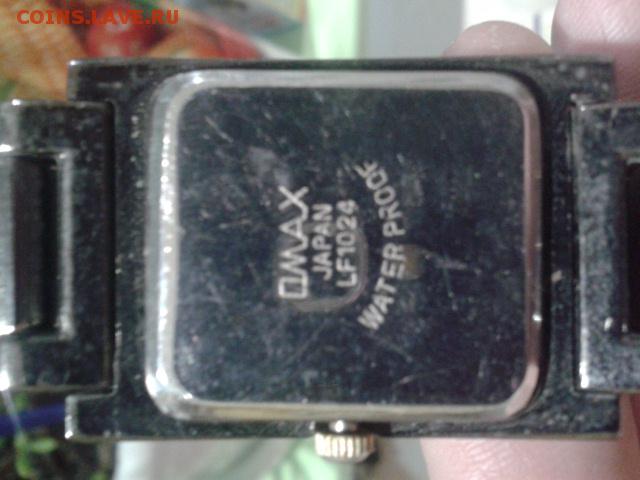 COINS.LAVE.RU
QMAX
JAPAN
LF1024
WATER PROOF